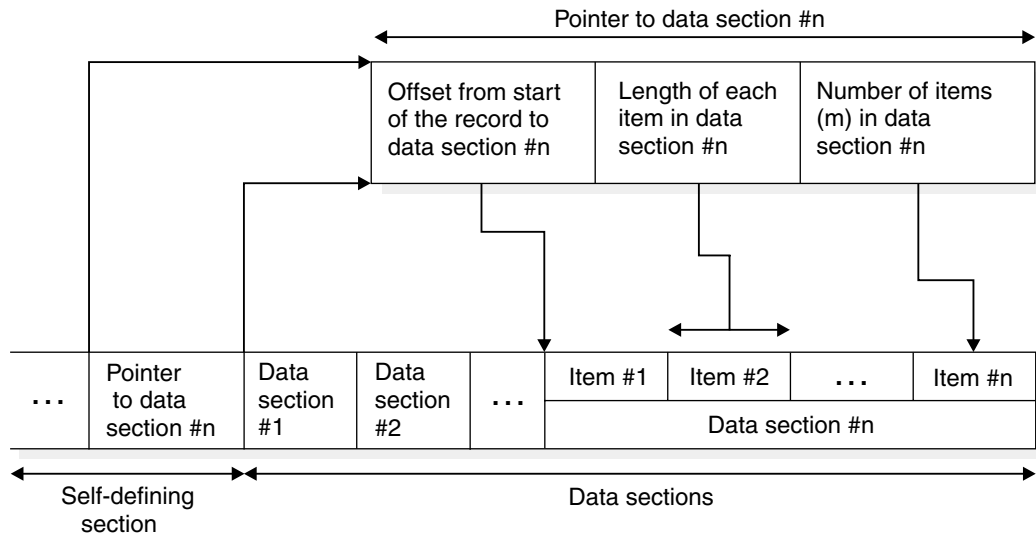 Pointer to data section #n
Offset from start
of the record to
data section #n
Length of each
item in data
section #n
Number of items
(m) in data
section #n
...
Pointer
to data
section #n
Data
section
#1
Data
section
#2
...
Item #1
Item #2
...
Item #n
Data section #n
Self-defining
section
Data sections